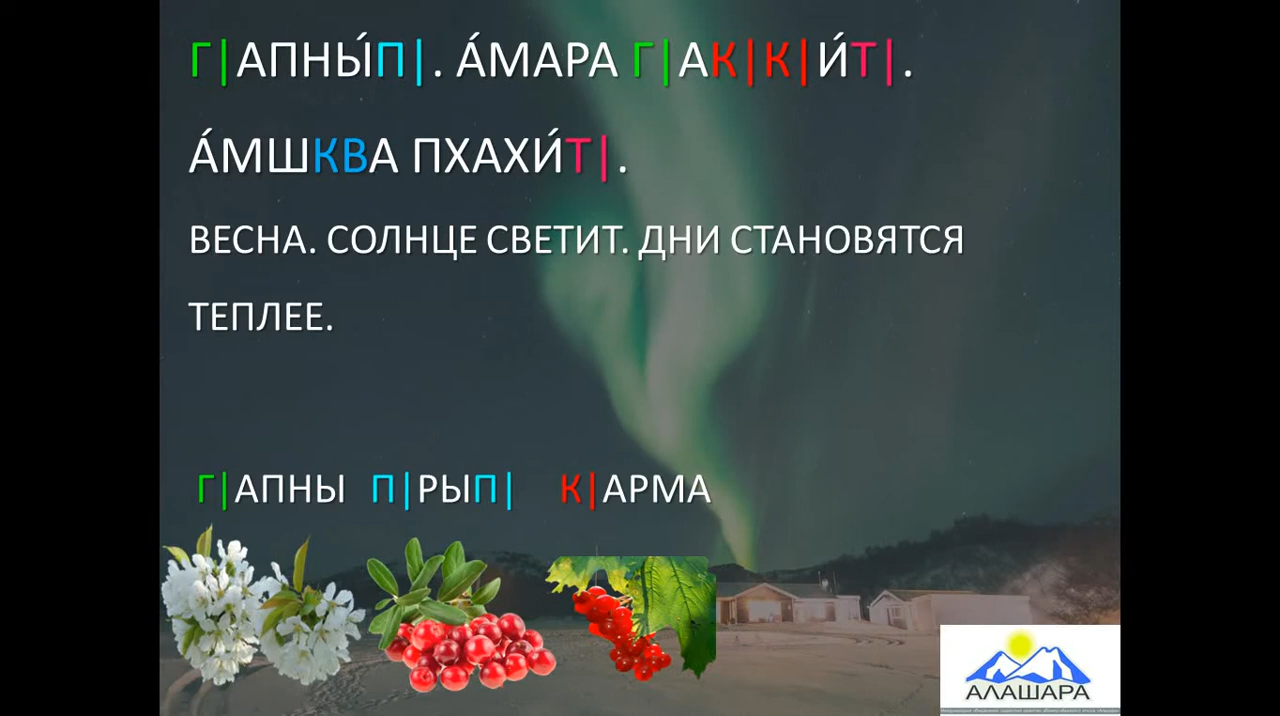 Г|АПНЫ́П|. А́МАРА Г|АК|К|И́Т|.
А́МШКВА ПХАХИ́Т|.
ВЕСНА. СОЛНЦЕ СВЕТИТ. ДНИ СТАНОВЯТСЯ
ТЕПЛЕЕ.
Г|АПНЫ П|РЫП| К|АРМА
АЛАШАРА